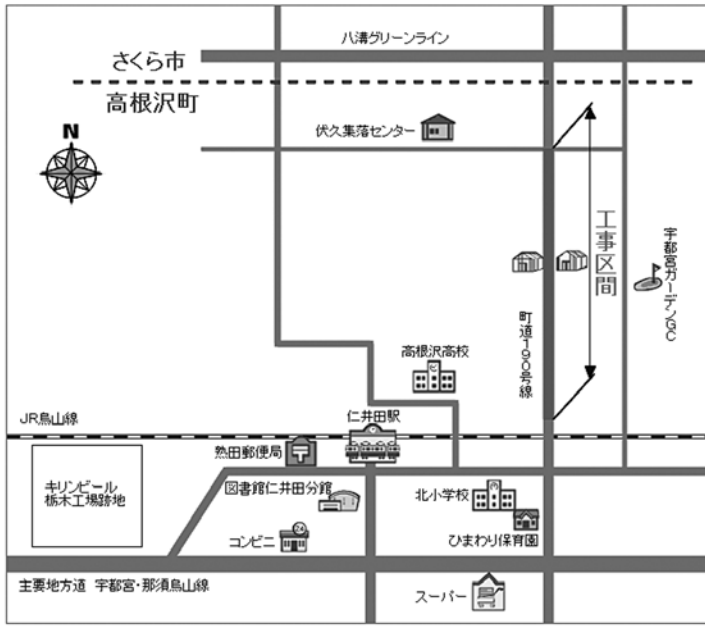 八溝グリーンライン
さくら市
高根沢町
N
伏久集落センター
工事区間
宇都宮ガーデンGC
町道190号線
高根沢高校
JR烏山線
仁井田駅
熟田郵便局
キリンビール
栃木工場跡地
図書館仁井田分館
北小学校
コンビニ
24
ひまわり保育園
主要地方道 宇都宮・那須烏山線
スーパー